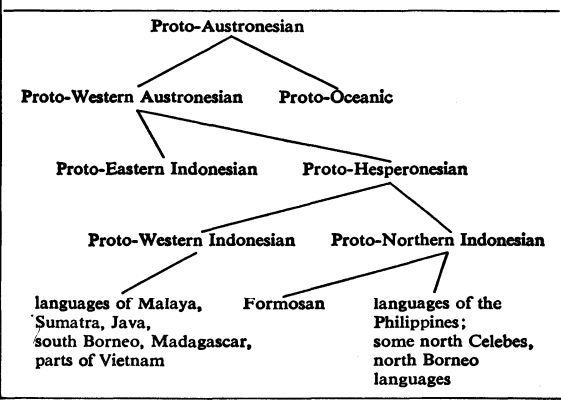 Proto-Austronesian
Proto-Western Austronesian Proto-Oceanic
Proto-Eastern Indonesian Proto-Hesperonesian
Proto-Western Indonesian Proto-Northern Indonesian
languages of Malaya,
Sumatra, Java,
south Borneo, Madagascar,
parts of Vietnam
Formosan
languages of the
Philippines;
some north Celebes,
north Borneo
languages